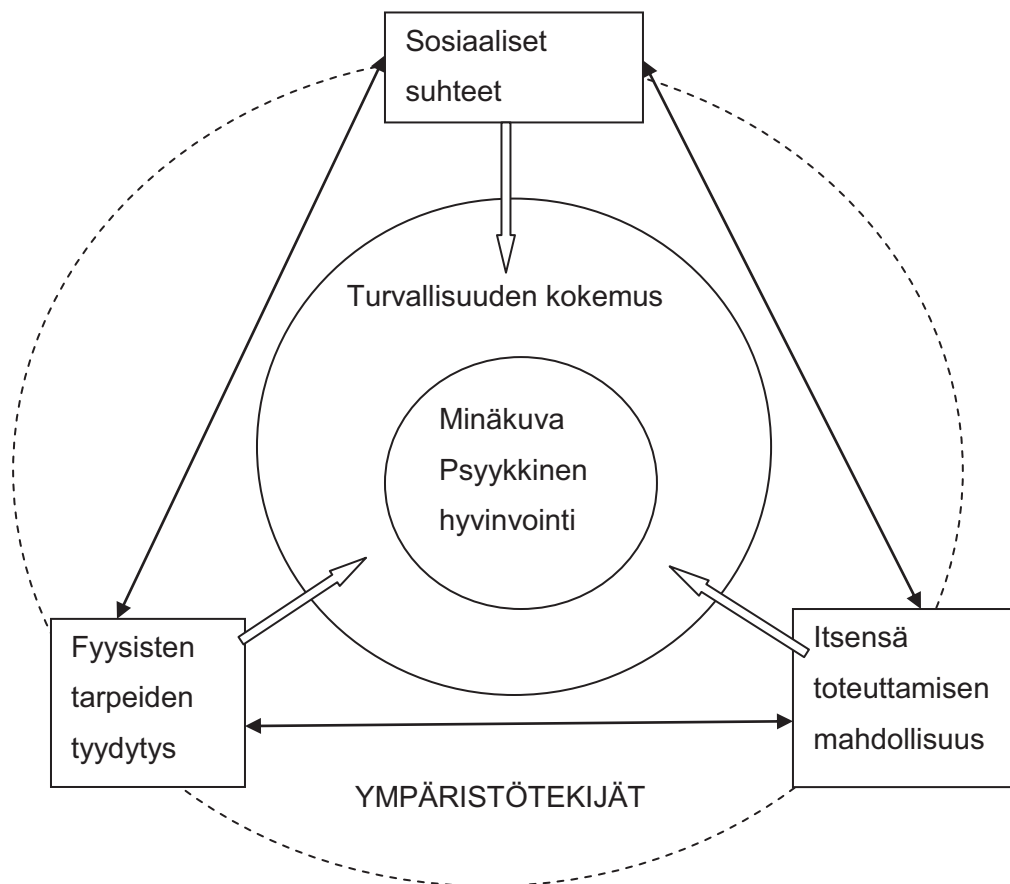 Sosiaaliset
suhteet
Turvallisuuden kokemus
Minäkuva
Psyykkinen
hyvinvointi
Fyysisten
tarpeiden
tyydytys
Itsensä
toteuttamisen
mahdollisuus
YMPÄRISTÖTEKIJÄT